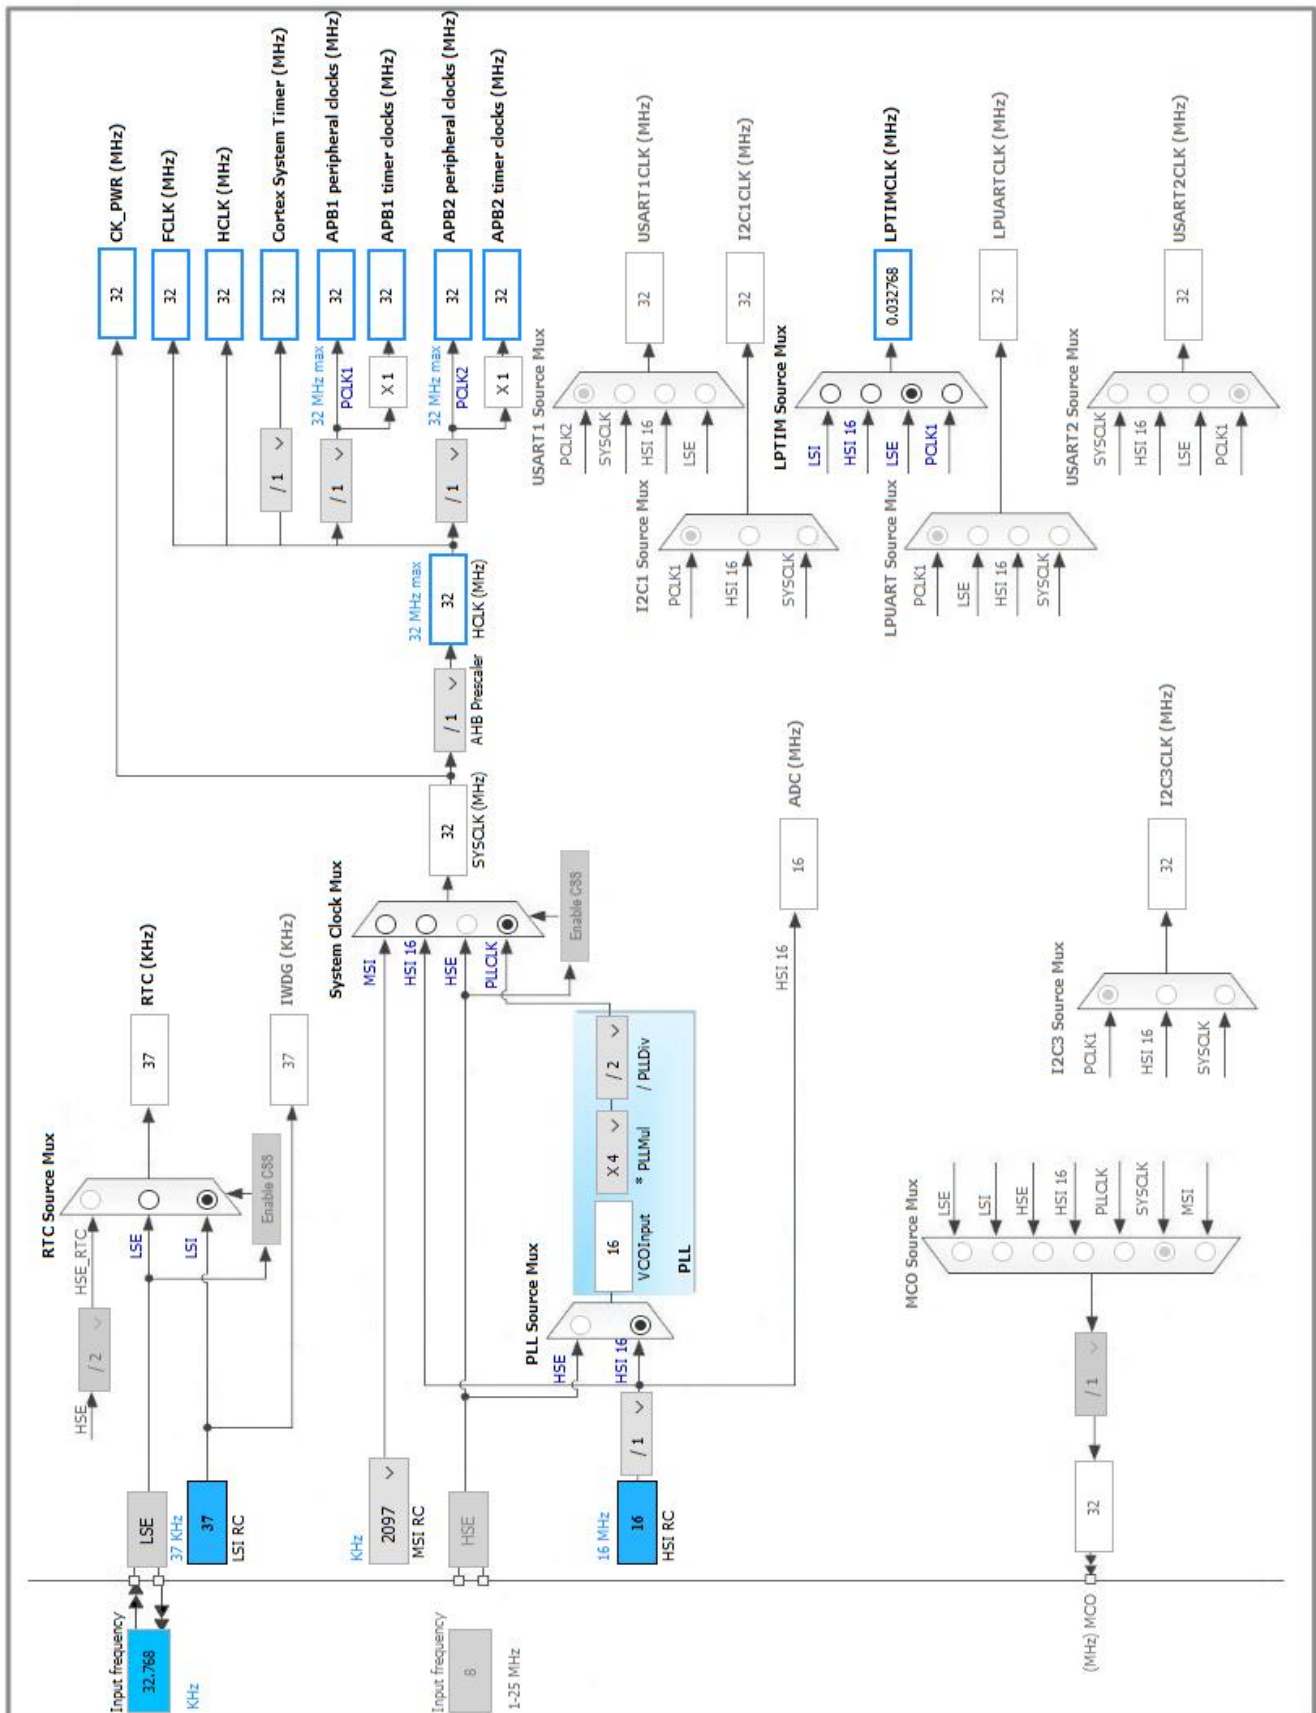 Input frequency
32.768
KHz
LSE
37 KHz
37
LSI RC
HSE
/ 2
HSE_RTC
RTC Source Mux
LSE
LSI
Enable CSS
37
RTC (KHz)
37
IWDG (KHz)
Input frequency
8
1-25 MHz
KHz
2097
MSI RC
HSE
16 MHz
16
HSI RC
/ 1
PLL Source Mux
HSE
HSI 16
16
VCOInput
X 4
* PLLMul
/ 2
/ PLLDiv
PLL
System Clock Mux
MSI
HSI 16
HSE
PLLCLK
Enable CSS
32
SYSCLK (MHz)
/ 1
AHB Prescaler
32 MHz max
32
HCLK (MHz)
32
CK_PWR (MHz)
32
FCLK (MHz)
32
HCLK (MHz)
/ 1
32
Cortex System Timer (MHz)
/ 1
32 MHz max
PCLK1
32
APB1 peripheral clocks (MHz)
X 1
32
APB1 timer clocks (MHz)
/ 1
32 MHz max
PCLK2
32
APB2 peripheral clocks (MHz)
X 1
32
APB2 timer clocks (MHz)
HSI 16
16
ADC (MHz)
USART1 Source Mux
PCLK2
SYSCLK
HSI 16
LSE
32
USART1CLK (MHz)
I2C1 Source Mux
PCLK1
HSI 16
SYSCLK
32
I2C1CLK (MHz)
LPTIM Source Mux
LSI
HSI 16
LSE
PCLK1
0.032768
LPTIMCLK (MHz)
LPUART Source Mux
PCLK1
LSE
HSI 16
SYSCLK
32
LPUARTCLK (MHz)
USART2 Source Mux
SYSCLK
HSI 16
LSE
PCLK1
32
USART2CLK (MHz)
I2C3 Source Mux
PCLK1
HSI 16
SYSCLK
32
I2C3CLK (MHz)
MCO Source Mux
LSE
LSI
HSE
HSI 16
PLLCLK
SYSCLK
MSI
/ 1
32
(MHz) MCO